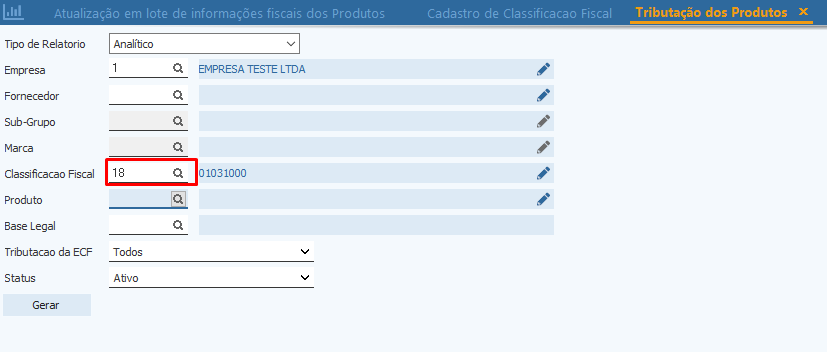 Atualização em lote de informações fiscais dos Produtos Cadastro de Classificacao Fiscal Tributação dos Produtos ×
Tipo de Relatorio Analítico
Empresa 1 EMPRESA TESTE LTDA
Fornecedor
Sub-Grupo
Marca
Classificacao Fiscal 18 01031000
Produto
Base Legal
Tributacao da ECF Todos
Status Ativo
Gerar